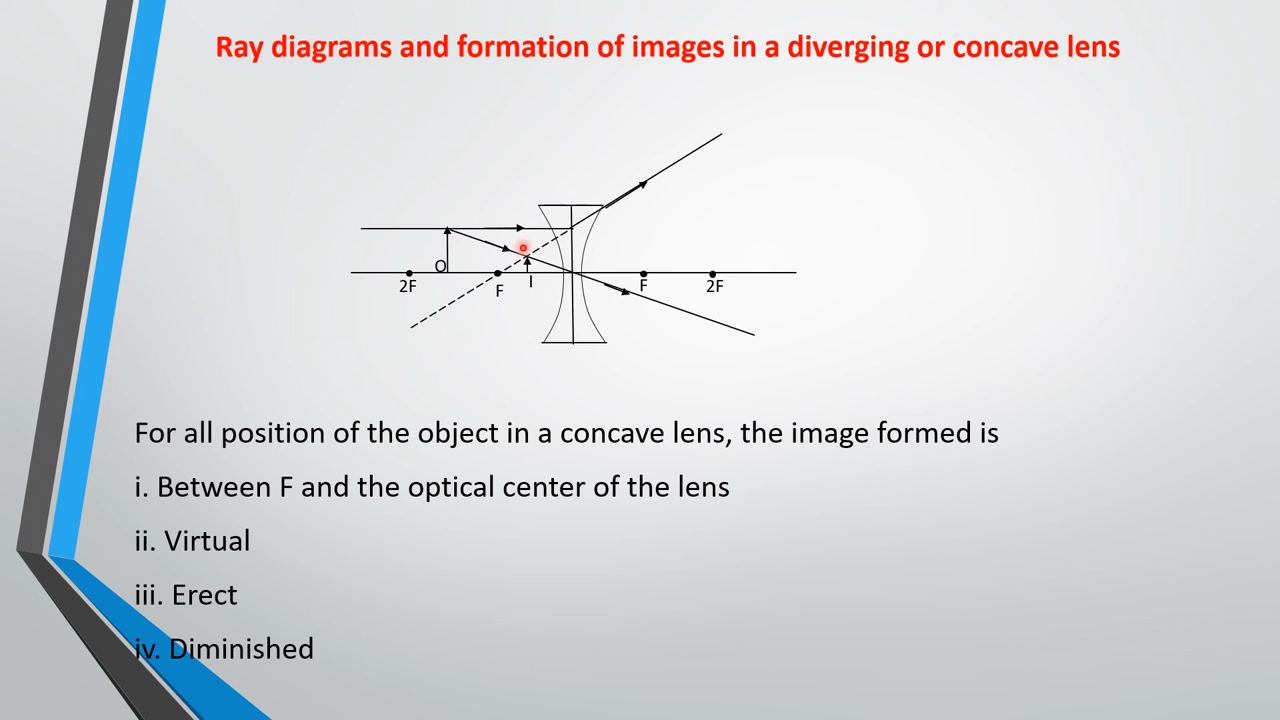 Ray diagrams and formation of images in a diverging or concave lens
O
2F
F
I
F
2F
For all position of the object in a concave lens, the image formed is
i. Between F and the optical center of the lens
ii. Virtual
iii. Erect
iv. Diminished